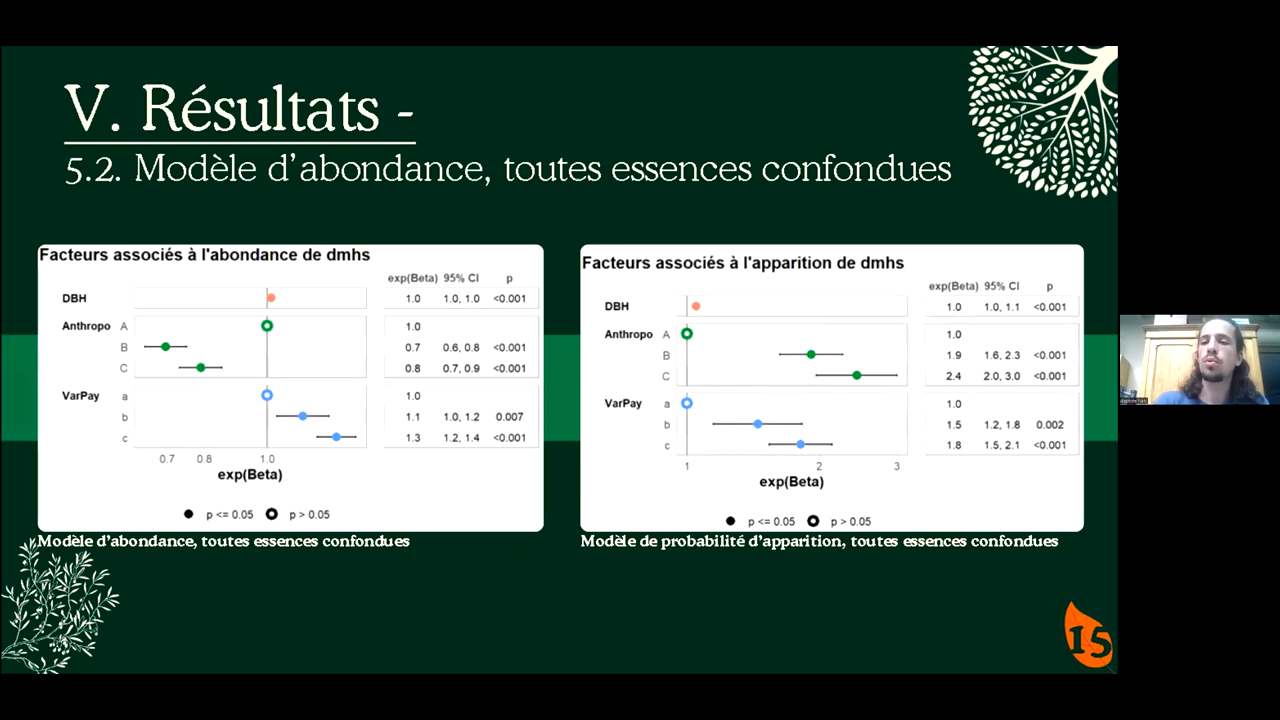 V. Résultats -
5.2. Modèle d'abondance, toutes essences confondues
Facteurs associés à l'abondance de dmhs
exp(Beta) 95% CI p
DBH 1.0 1.0, 1.0 <0.001
Anthropo A 1.0
B 0.7 0.6, 0.8 <0.001
C 0.8 0.7, 0.9 <0.001
VarPay a 1.0
b 1.1 1.0, 1.2 0.007
c 1.3 1.2, 1.4 <0.001
0.7 0.8 1.0
exp(Beta)
p <= 0.05 p > 0.05
Modèle d'abondance, toutes essences confondues
Facteurs associés à l'apparition de dmhs
exp(Beta) 95% CI p
DBH 1.0 1.0, 1.1 <0.001
Anthropo A 1.0
B 1.9 1.6, 2.3 <0.001
C 2.4 2.0, 3.0 <0.001
VarPay a 1.0
b 1.5 1.2, 1.8 0.002
c 1.8 1.5, 2.1 <0.001
1 2 3
exp(Beta)
p <= 0.05 p > 0.05
Modèle de probabilité d'apparition, toutes essences confondues
15